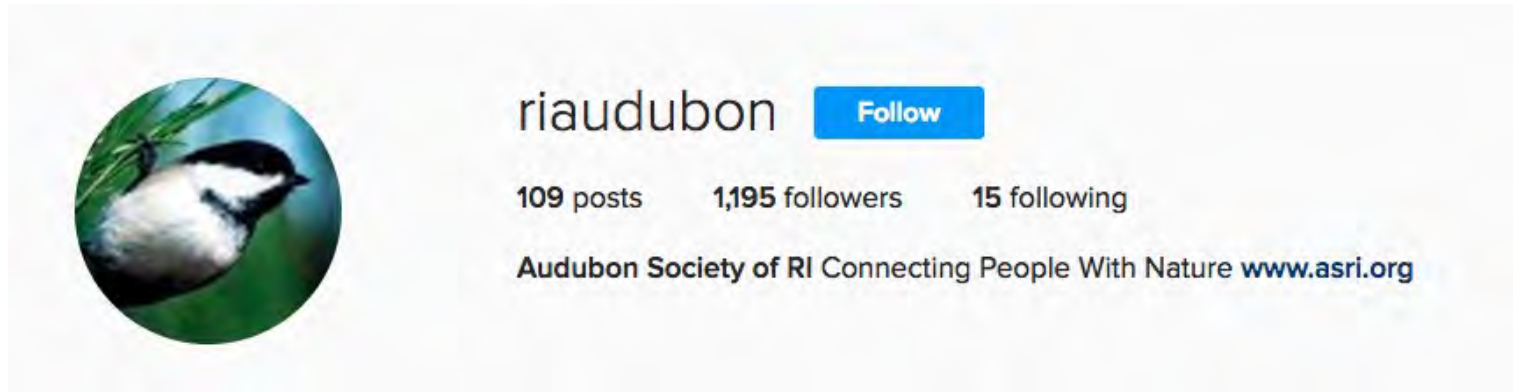 riaudubon Follow
109 posts 1,195 followers 15 following
Audubon Society of RI Connecting People With Nature www.asri.org